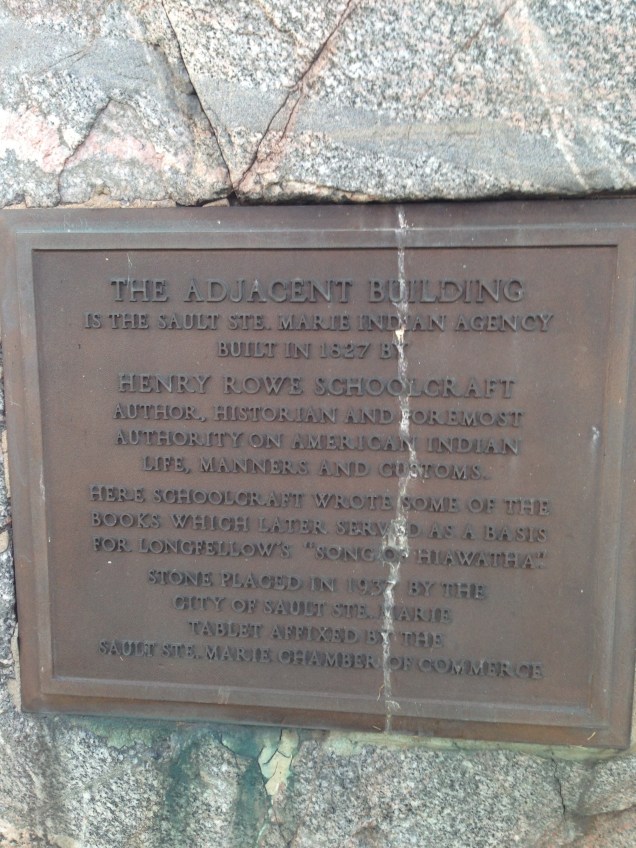 THE ADJACENT BUILDING
IS THE SAULT STE. MARIE INDIAN AGENCY
BUILT IN 1827 BY
HENRY ROWE SCHOOLCRAFT
AUTHOR, HISTORIAN AND FOREMOST
AUTHORITY ON AMERICAN INDIAN
LIFE, MANNERS AND CUSTOMS.
HERE SCHOOLCRAFT WROTE SOME OF THE
BOOKS WHICH LATER SERVED AS A BASIS
FOR LONGFELLOW'S "SONG OF HIAWATHA".
STONE PLACED IN 1937 BY THE
CITY OF SAULT STE. MARIE
TABLET AFFIXED BY THE
SAULT STE. MARIE CHAMBER OF COMMERCE